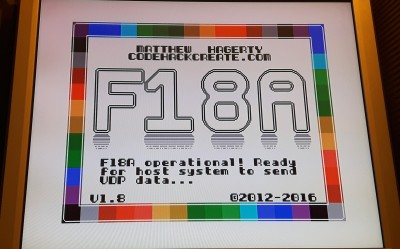 MATTHEW HAGERTY
CODEHACKCREATE.COM
F18A
F18A operational! Ready
for host system to send
VDP data...
V1.8 ©2012-2016